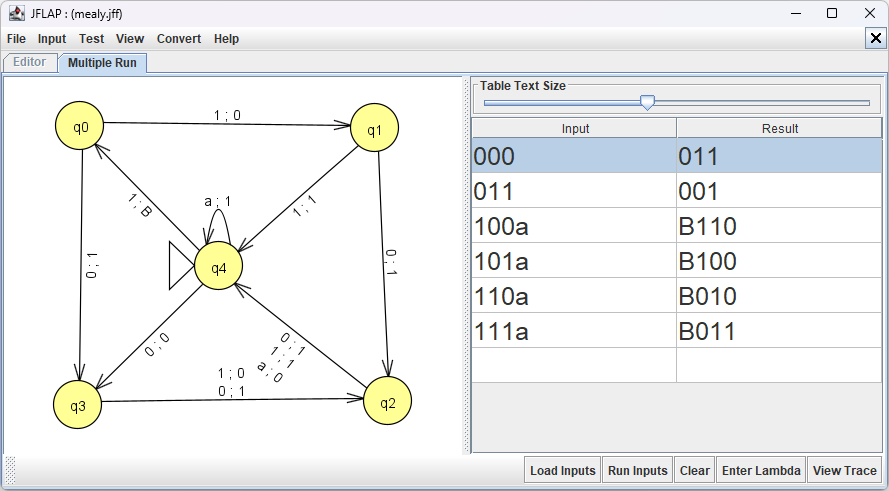 JFLAP : (mealy.jff)
File Input Test View Convert Help
Editor Multiple Run
Table Text Size
Input Result
000 011
011 001
100a B110
101a B100
110a B010
111a B011
q0
1 ; 0
q1
1 ; B
a ; 1
1 ; 1
0 ; 1
0 ; 1
q4
0 ; 0
0 ; 1
1 ; 1
a ; 0
1 ; 0
0 ; 1
q3
q2
Load Inputs Run Inputs Clear Enter Lambda View Trace